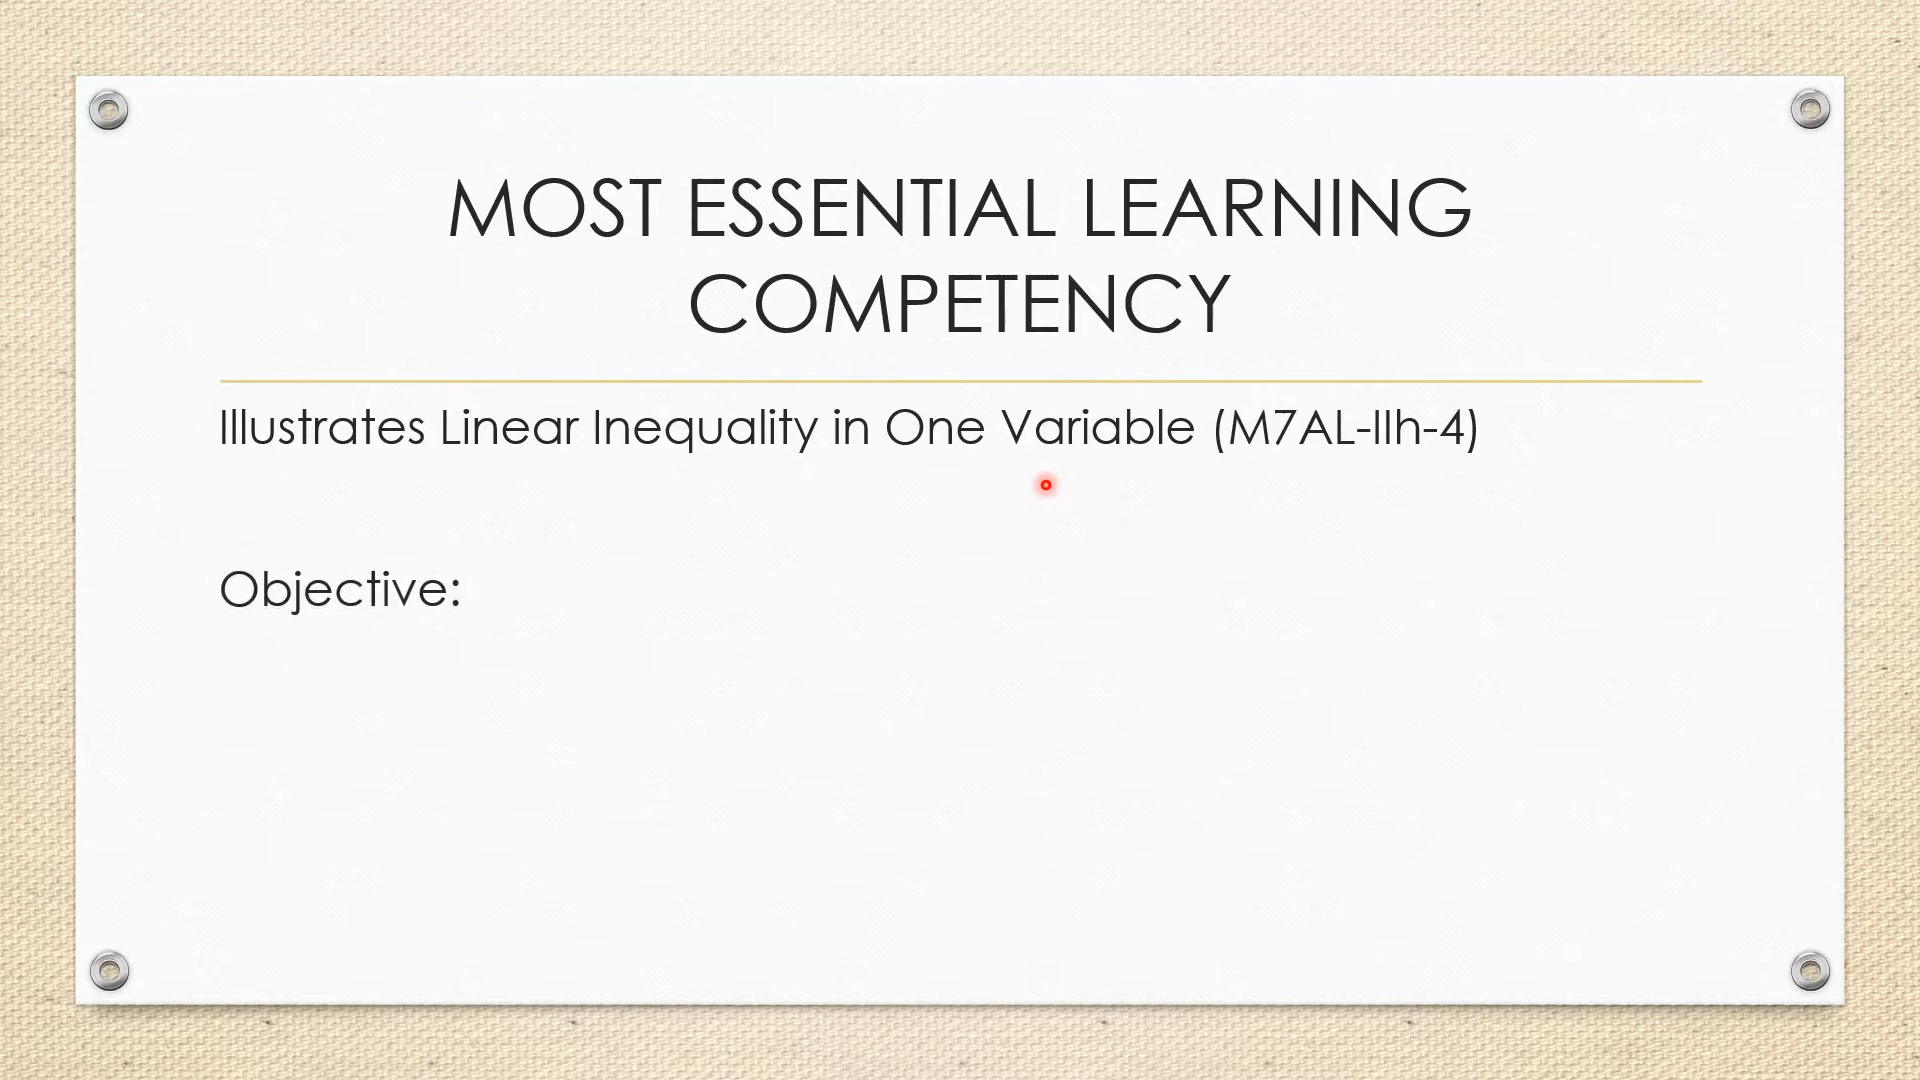 MOST ESSENTIAL LEARNING
COMPETENCY
Illustrates Linear Inequality in One Variable (M7AL-IIh-4)
Objective: